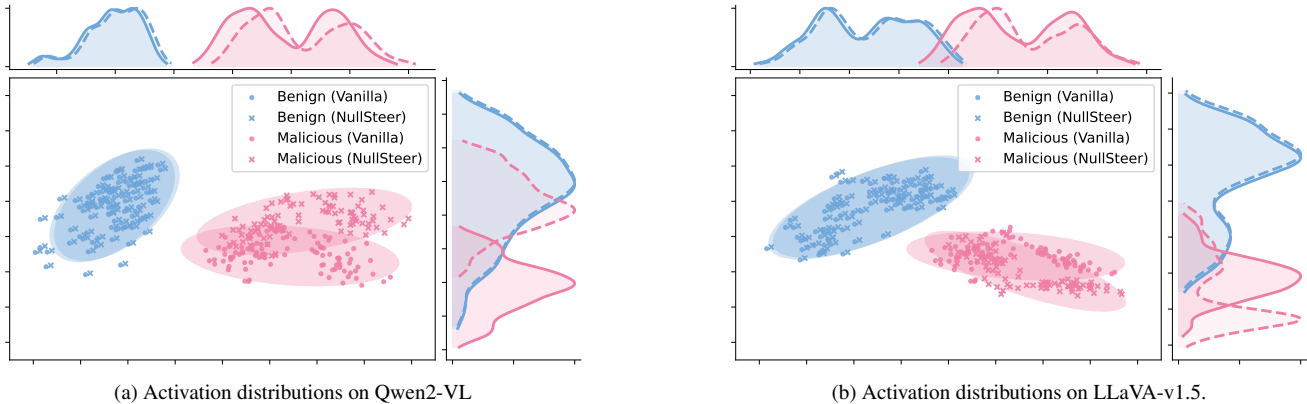 Benign (Vanilla)
Benign (NullSteer)
Malicious (Vanilla)
Malicious (NullSteer)
(a) Activation distributions on Qwen2-VL
Benign (Vanilla)
Benign (NullSteer)
Malicious (Vanilla)
Malicious (NullSteer)
(b) Activation distributions on LLaVA-v1.5.